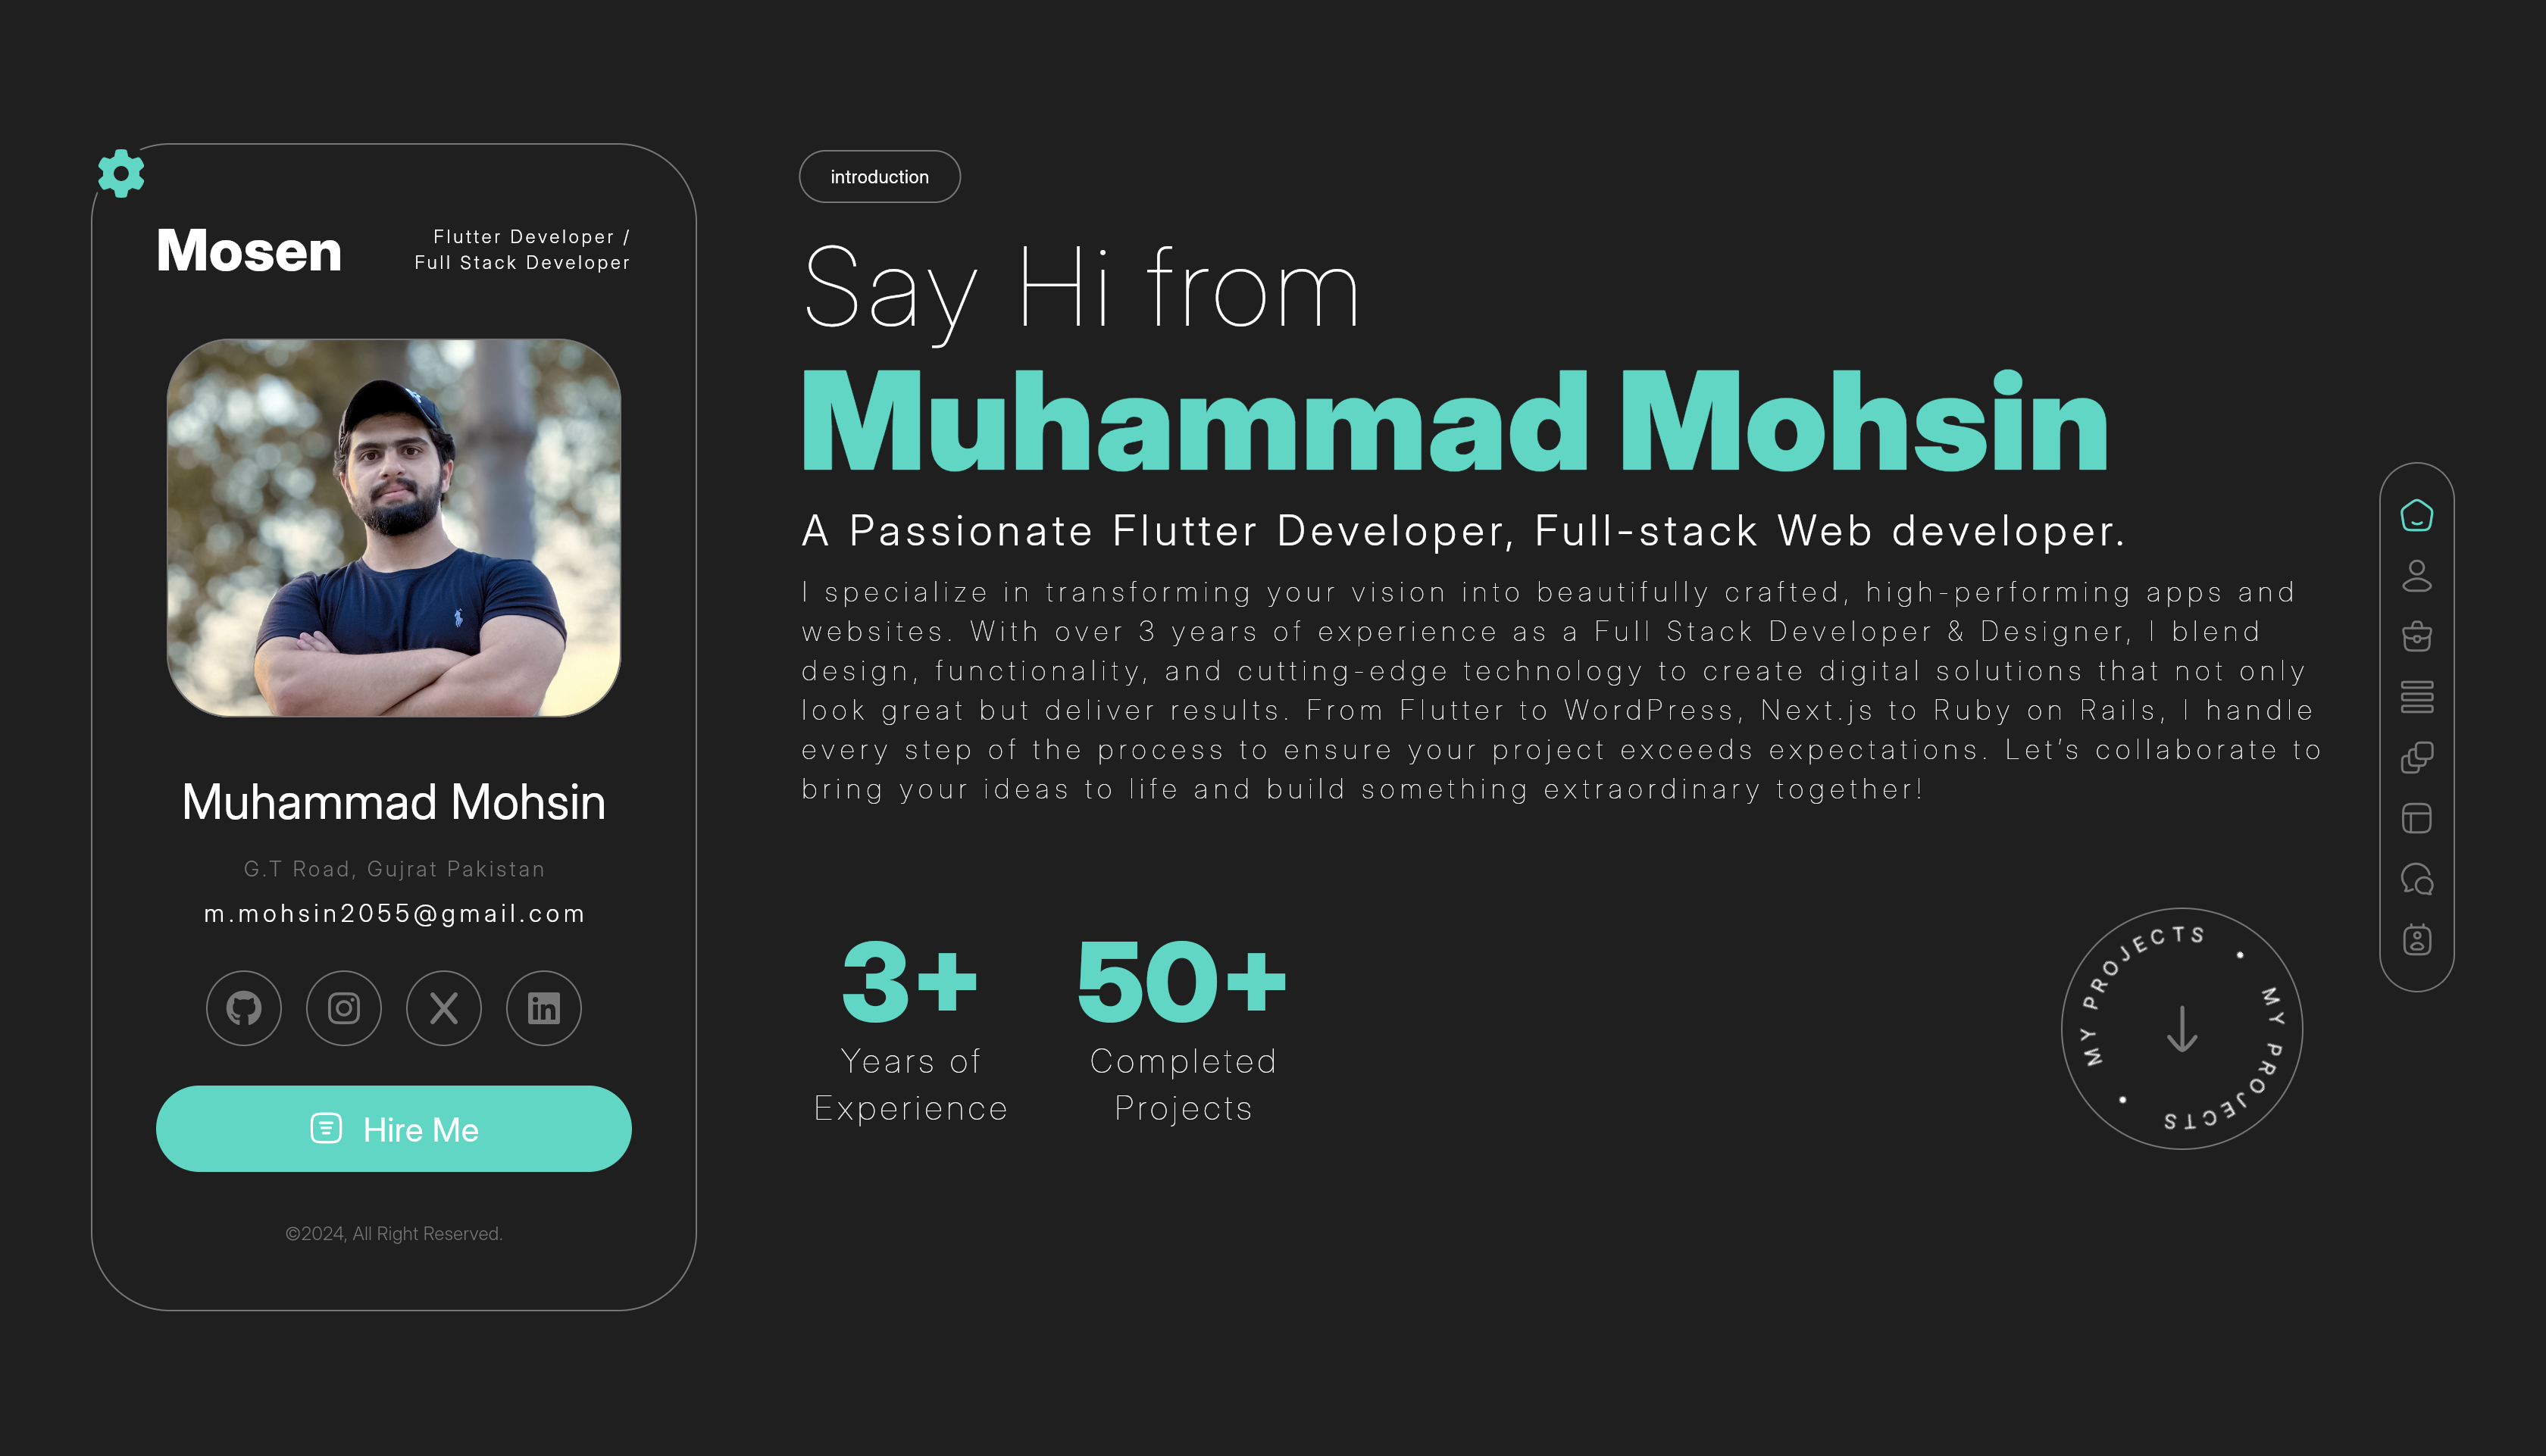 Mosen
Flutter Developer /
Full Stack Developer
Muhammad Mohsin
G.T Road, Gujrat Pakistan
m.mohsin2055@gmail.com
Hire Me
©2024, All Right Reserved.
introduction
Say Hi from
Muhammad Mohsin
A Passionate Flutter Developer, Full-stack Web developer.
I specialize in transforming your vision into beautifully crafted, high-performing apps and
websites. With over 3 years of experience as a Full Stack Developer & Designer, I blend
design, functionality, and cutting-edge technology to create digital solutions that not only
look great but deliver results. From Flutter to WordPress, Next.js to Ruby on Rails, I handle
every step of the process to ensure your project exceeds expectations. Let's collaborate to
bring your ideas to life and build something extraordinary together!
3+
Years of
Experience
50+
Completed
Projects
MY PROJECTS • MY PROJECTS •